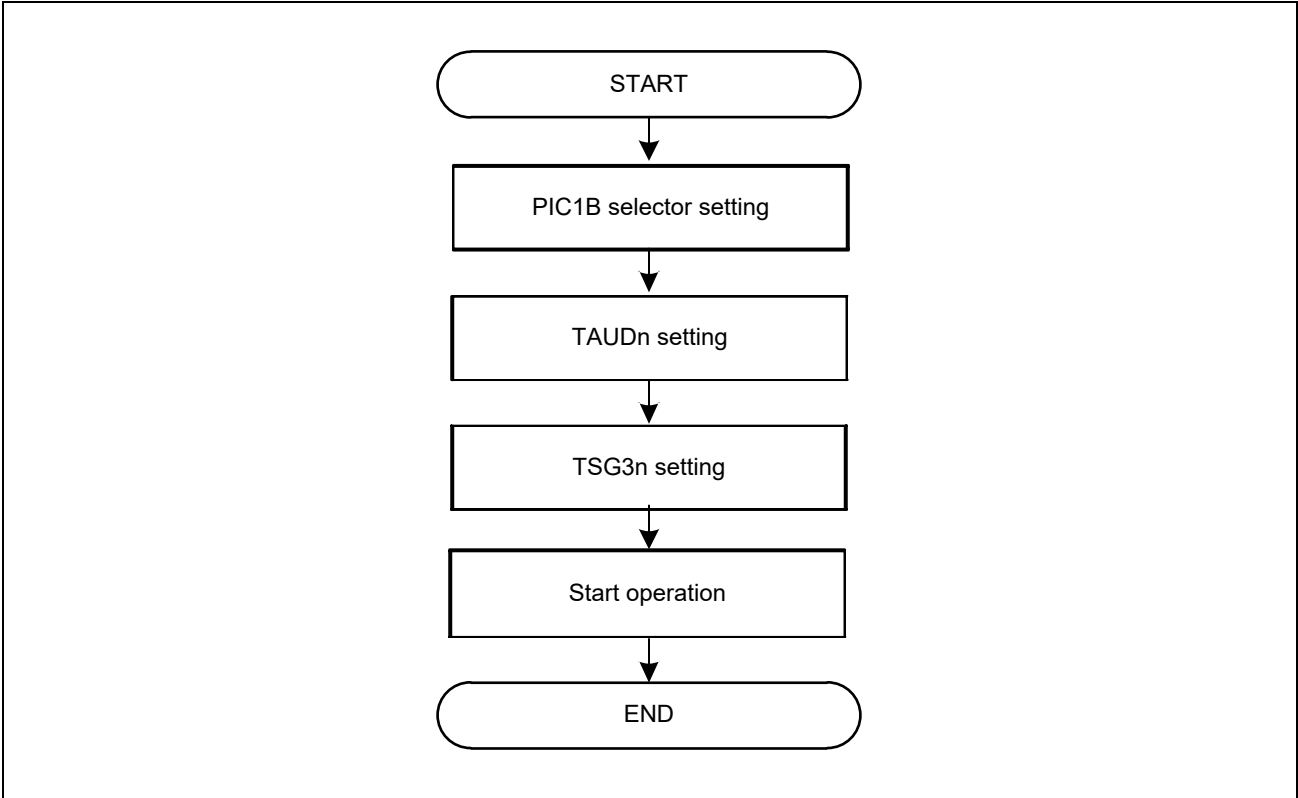 START
PIC1B selector setting
TAUDn setting
TSG3n setting
Start operation
END